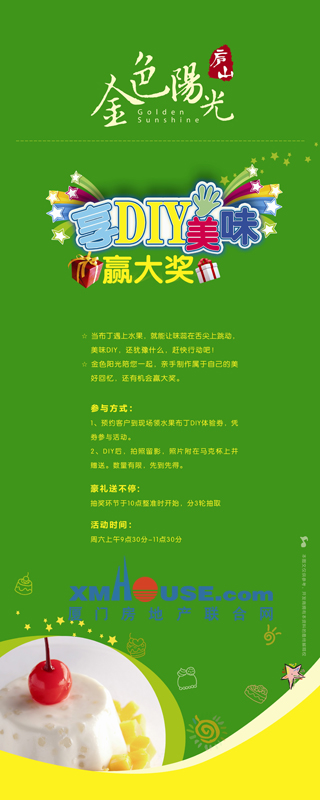 后山
金色陽光
Golden
Sunshine
享DIY美味
赢大奖
☆ 当布丁遇上水果，就能让味蕾在舌尖上跳动，
美味DIY，还犹豫什么，赶快行动吧！
☆ 金色阳光陪您一起，亲手制作属于自己的美
好回忆，还有机会赢大奖。
参与方式：
1、预约客户到现场领水果布丁DIY体验劵，凭
劵参与活动。
2、DIY后，拍照留影，照片附在马克杯上并
赠送。数量有限，先到先得。
豪礼送不停：
抽奖环节于10点整准时开始，分3轮抽取
活动时间：
周六上午9点30分~11点30分
XMHOUSE.com
厦门房地产联合网